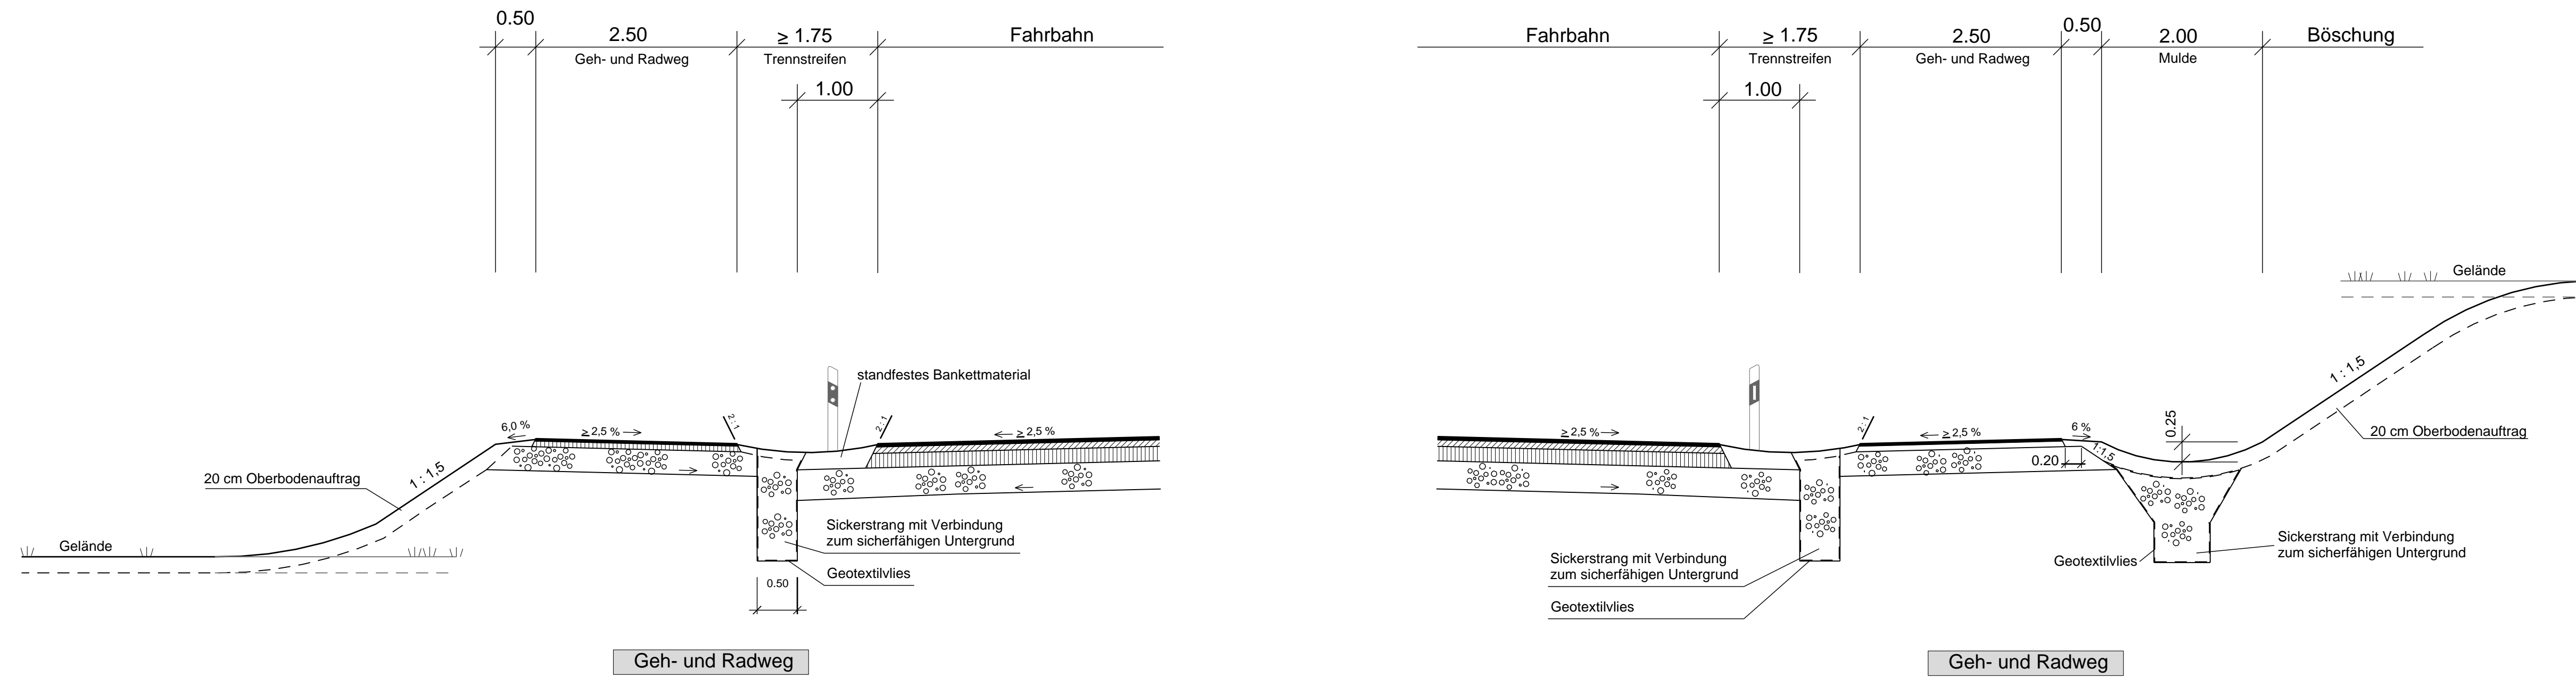 0.50
2.50
≥ 1.75
Fahrbahn
Geh- und Radweg
Trennstreifen
1.00
standfestes Bankettmaterial
6,0 %
≥ 2,5 %
2 : 1
2 : 1
≥ 2,5 %
1 : 1,5
20 cm Oberbodenauftrag
Gelände
Sickerstrang mit Verbindung
zum sicherfähigen Untergrund
Geotextilvlies
0.50
Geh- und Radweg
Fahrbahn
≥ 1.75
2.50
0.50
2.00
Böschung
Trennstreifen
Geh- und Radweg
Mulde
1.00
Gelände
1 : 1,5
20 cm Oberbodenauftrag
≥ 2,5 %
2 : 1
≥ 2,5 %
6 %
0.25
1:1,5
0.20
Sickerstrang mit Verbindung
zum sicherfähigen Untergrund
Geotextilvlies
Geotextilvlies
Sickerstrang mit Verbindung
zum sicherfähigen Untergrund
Geh- und Radweg